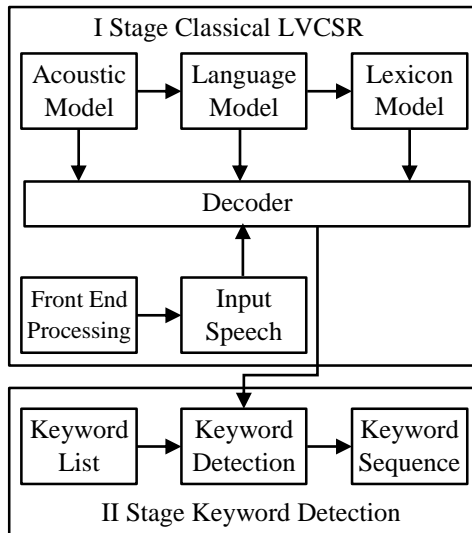 I Stage Classical LVCSR
Acoustic
Model
Language
Model
Lexicon
Model
Decoder
Front End
Processing
Input
Speech
Keyword
List
Keyword
Detection
Keyword
Sequence
II Stage Keyword Detection